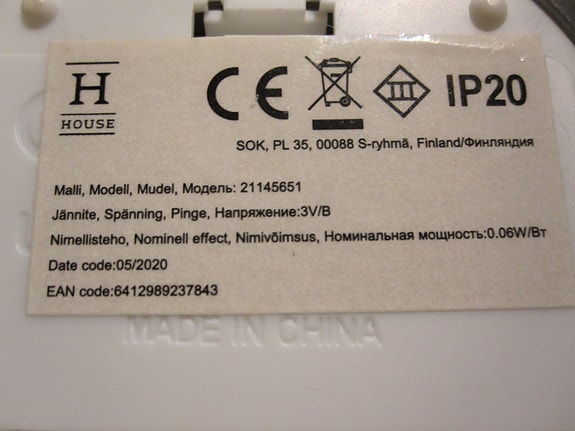 H
HOUSE
CE III IP20
SOK, PL 35, 00088 S-ryhmä, Finland/Финляндия
Malli, Modell, Mudel, Модель: 21145651
Jännite, Spänning, Pinge, Напряжение:3V/B
Nimellisteho, Nominell effect, Nimivõimsus, Номинальная мощность:0.06W/Вт
Date code:05/2020
EAN code:6412989237843
MADE IN CHINA